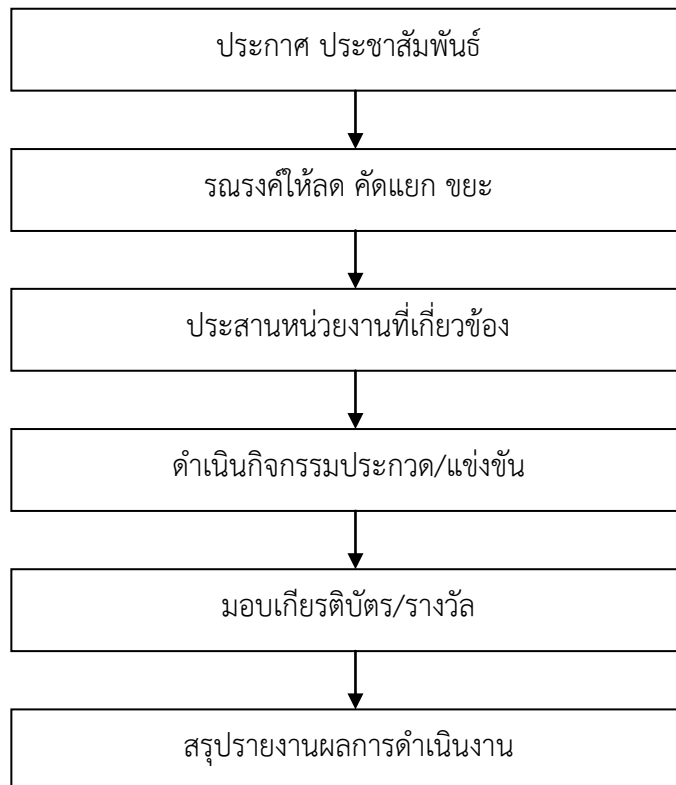 ประกาศ ประชาสัมพันธ์
รณรงค์ให้ลด คัดแยก ขยะ
ประสานหน่วยงานที่เกี่ยวข้อง
ดำเนินกิจกรรมประกวด/แข่งขัน
มอบเกียรติบัตร/รางวัล
สรุปรายงานผลการดำเนินงาน